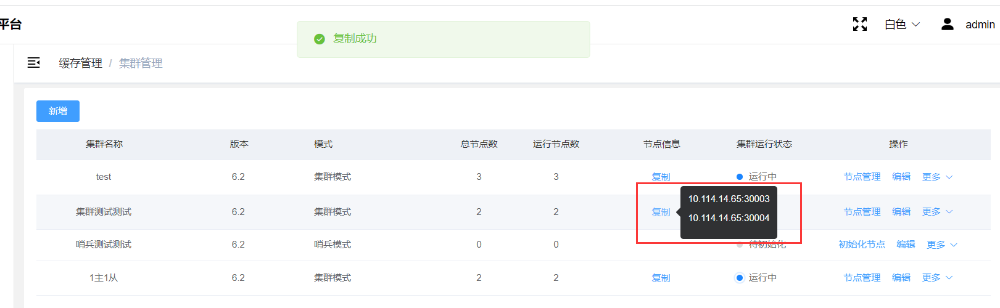 平台
复制成功
白色
admin
缓存管理 / 集群管理
新增
集群名称 版本 模式 总节点数 运行节点数 节点信息 集群运行状态 操作
test 6.2 集群模式 3 3 复制 运行中 节点管理 编辑 更多
10.114.14.65:30003
集群测试测试 6.2 集群模式 2 2 复制 节点管理 编辑 更多
10.114.14.65:30004
哨兵测试测试 6.2 哨兵模式 0 0 待初始化 初始化节点 编辑 更多
1主1从 6.2 集群模式 2 2 复制 运行中 节点管理 编辑 更多